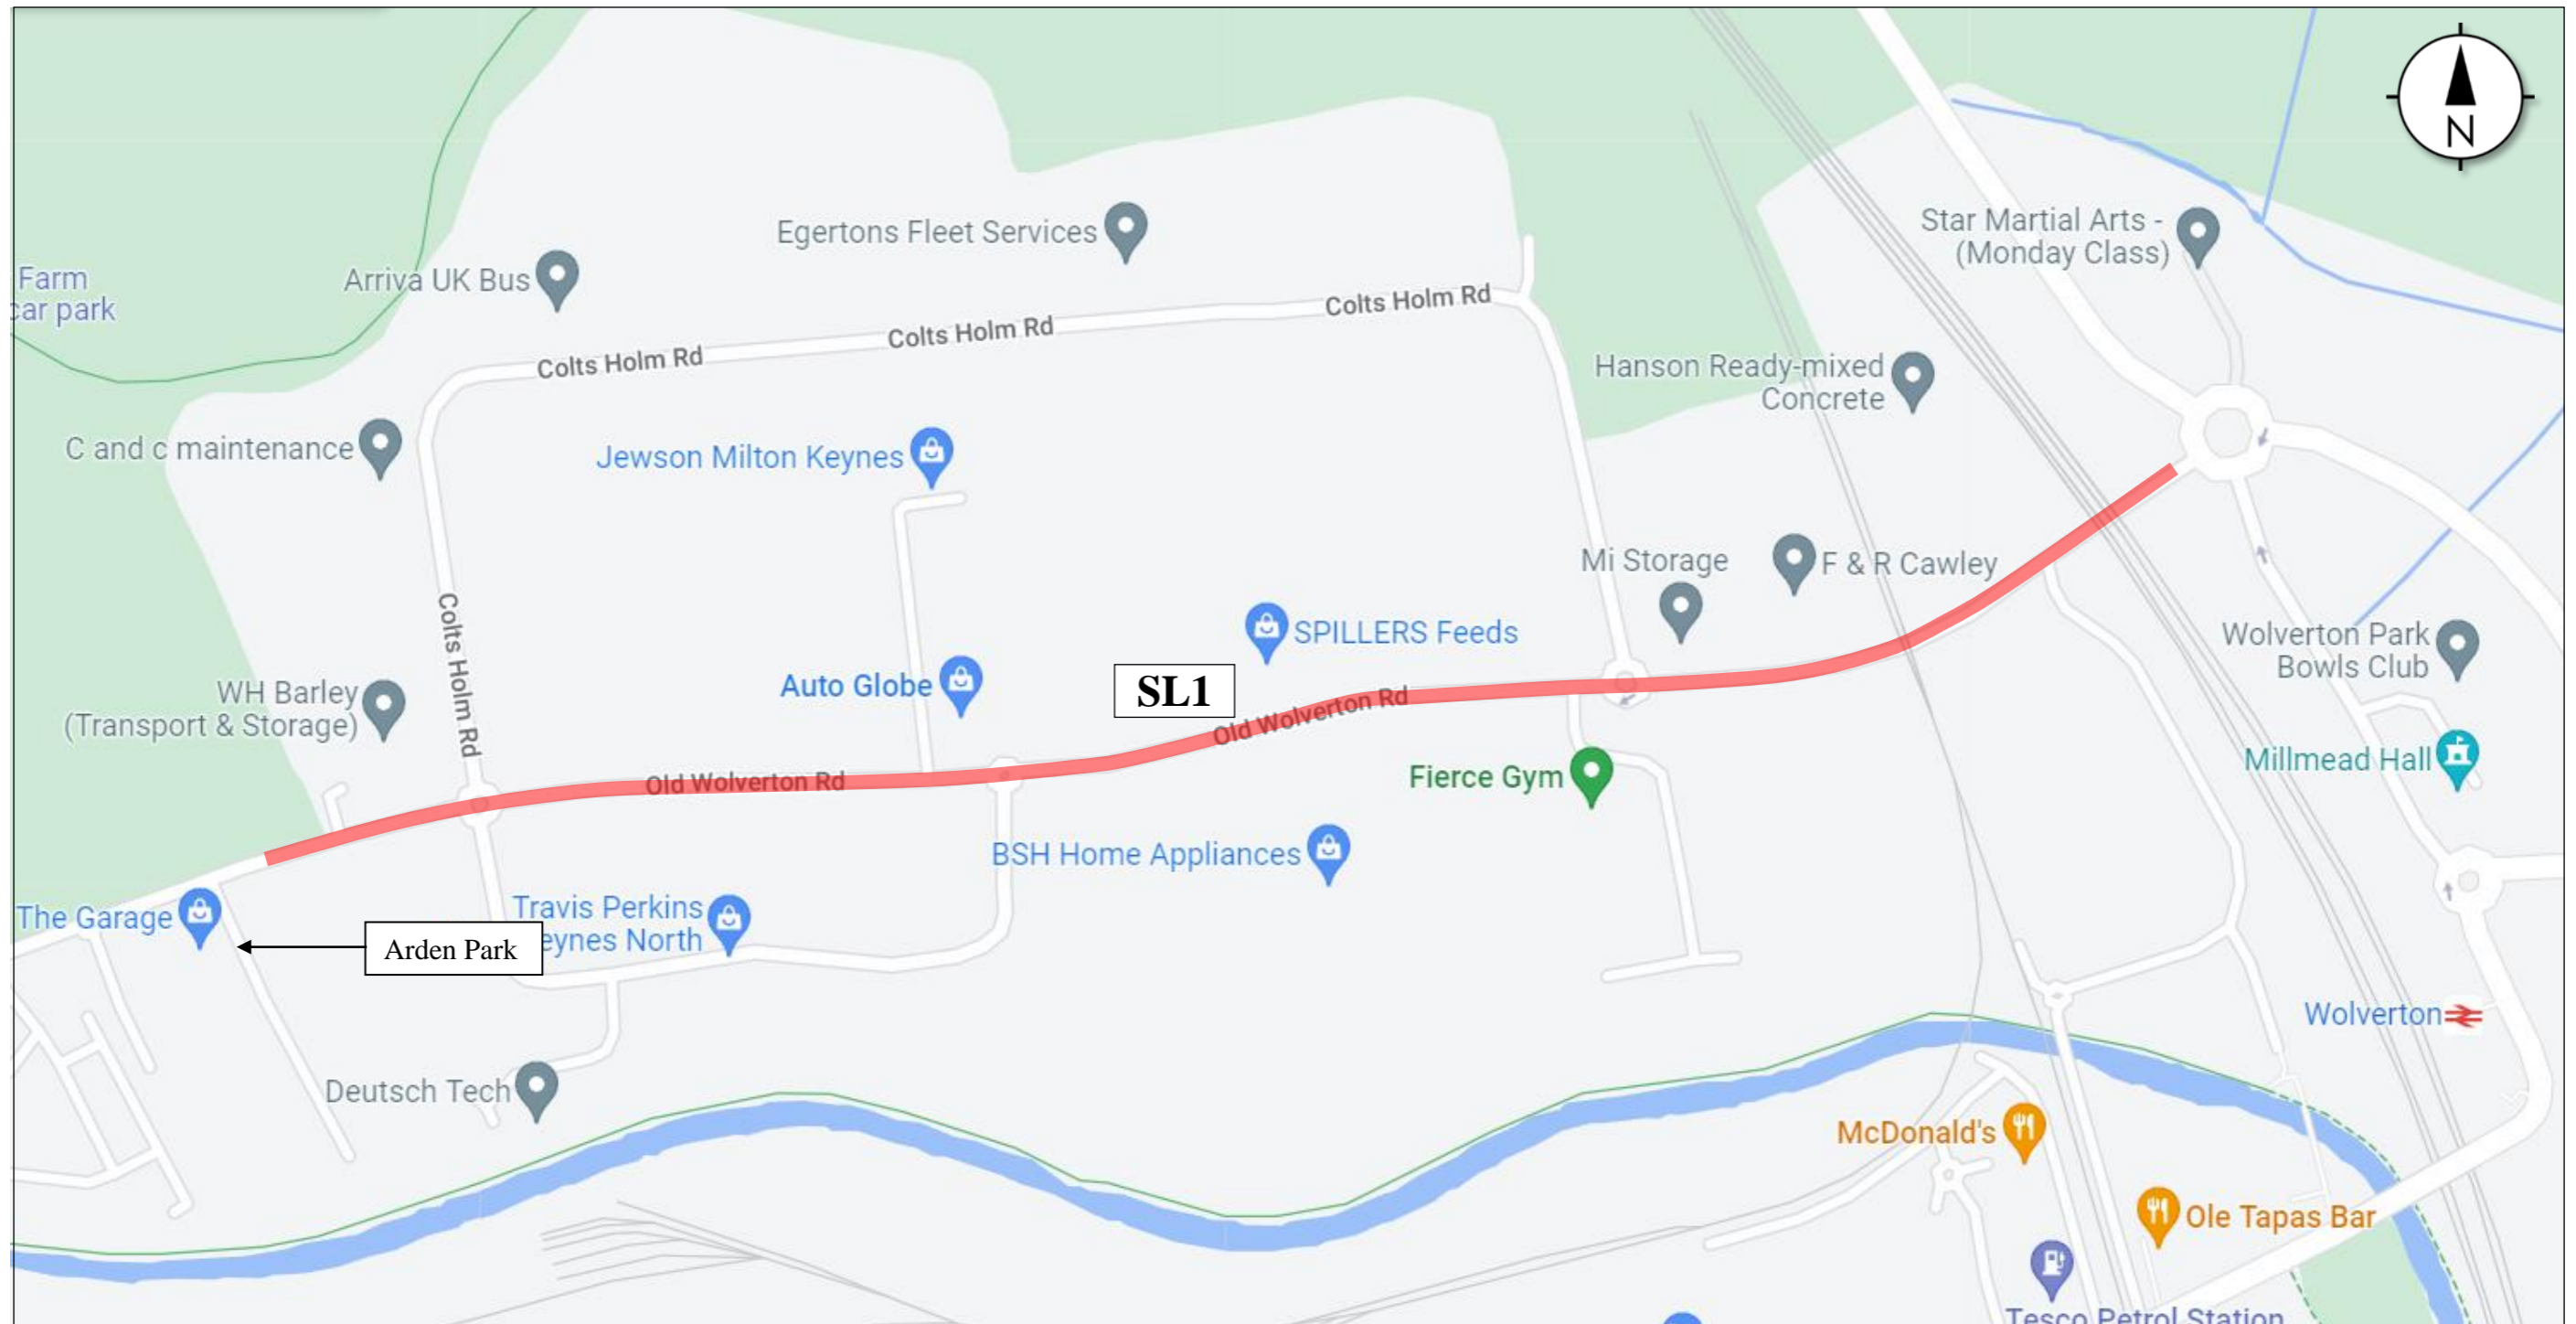 N
Star Martial Arts -
(Monday Class)
Egertons Fleet Services
Arriva UK Bus
Farm
car park
Colts Holm Rd
Colts Holm Rd
Colts Holm Rd
Hanson Ready-mixed
Concrete
C and c maintenance
Jewson Milton Keynes
Mi Storage
F & R Cawley
Colts Holm Rd
SPILLERS Feeds
Wolverton Park
Bowls Club
WH Barley
(Transport & Storage)
Auto Globe
SL1
Old Wolverton Rd
Old Wolverton Rd
Millmead Hall
Fierce Gym
BSH Home Appliances
The Garage
Travis Perkins
eynes North
Arden Park
Wolverton
Deutsch Tech
McDonald's
Ole Tapas Bar
Tesco Petrol Station